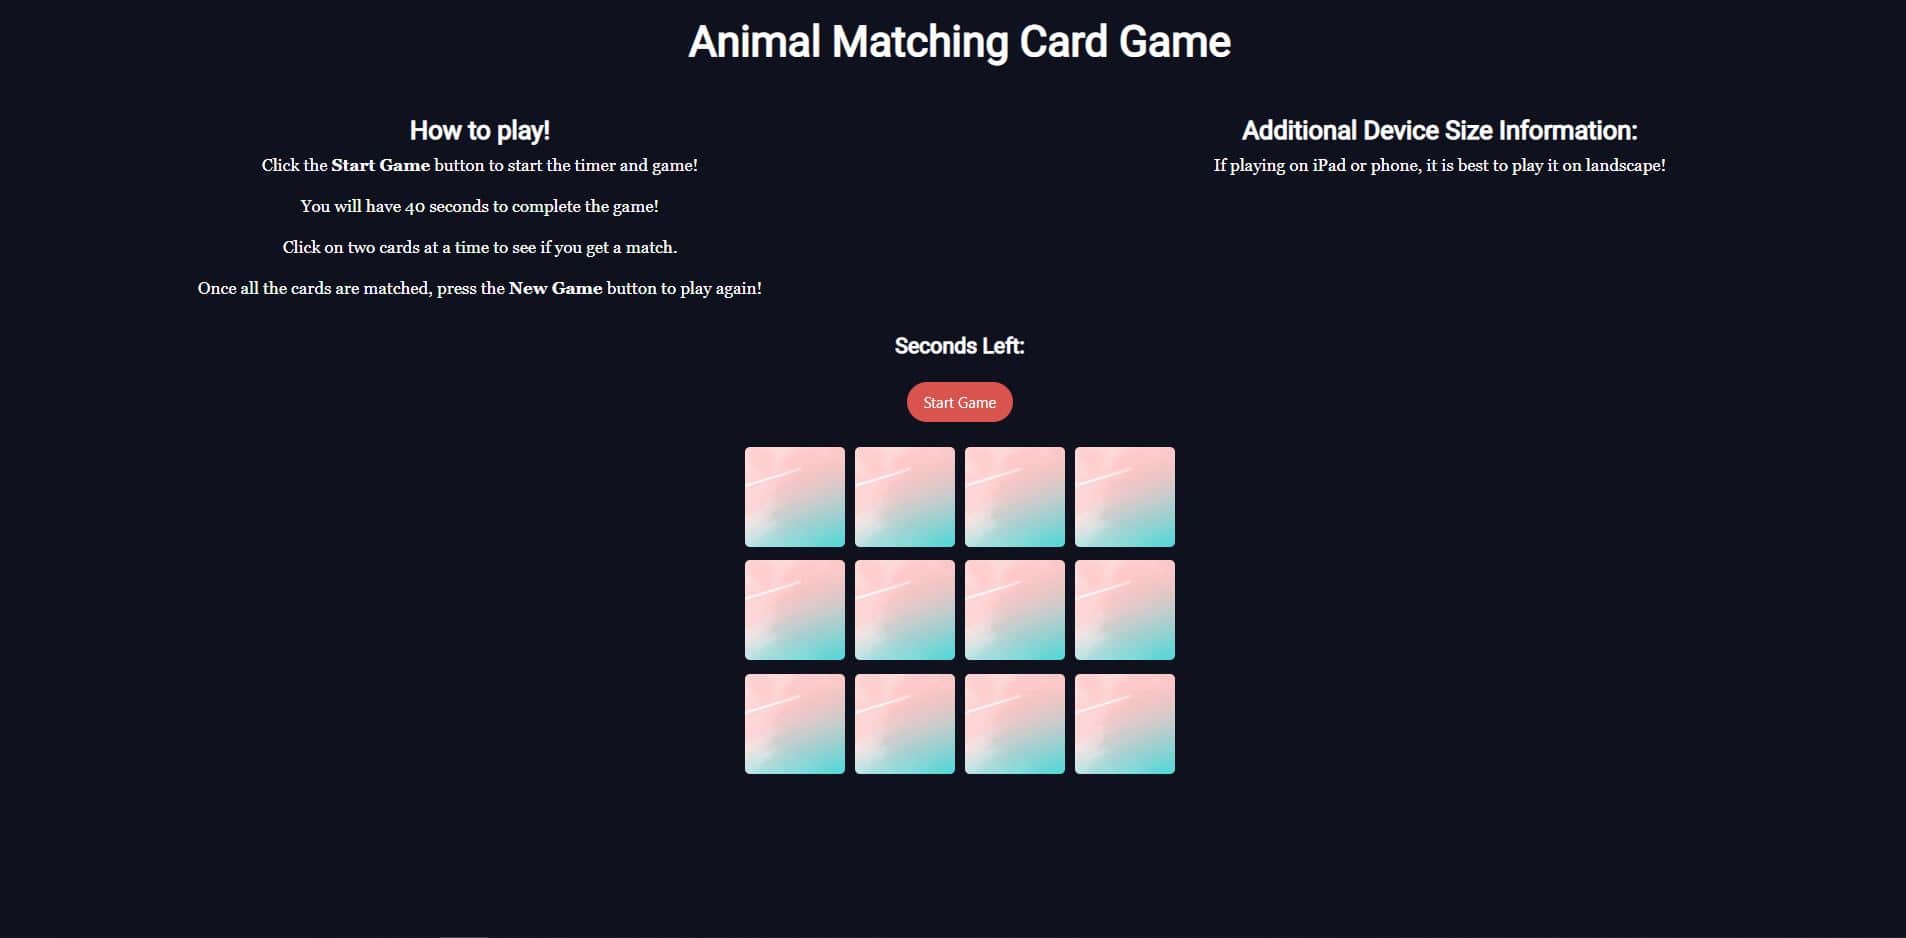 Animal Matching Card Game
How to play!
Click the Start Game button to start the timer and game!
You will have 40 seconds to complete the game!
Click on two cards at a time to see if you get a match.
Once all the cards are matched, press the New Game button to play again!
Additional Device Size Information:
If playing on iPad or phone, it is best to play it on landscape!
Seconds Left:
Start Game